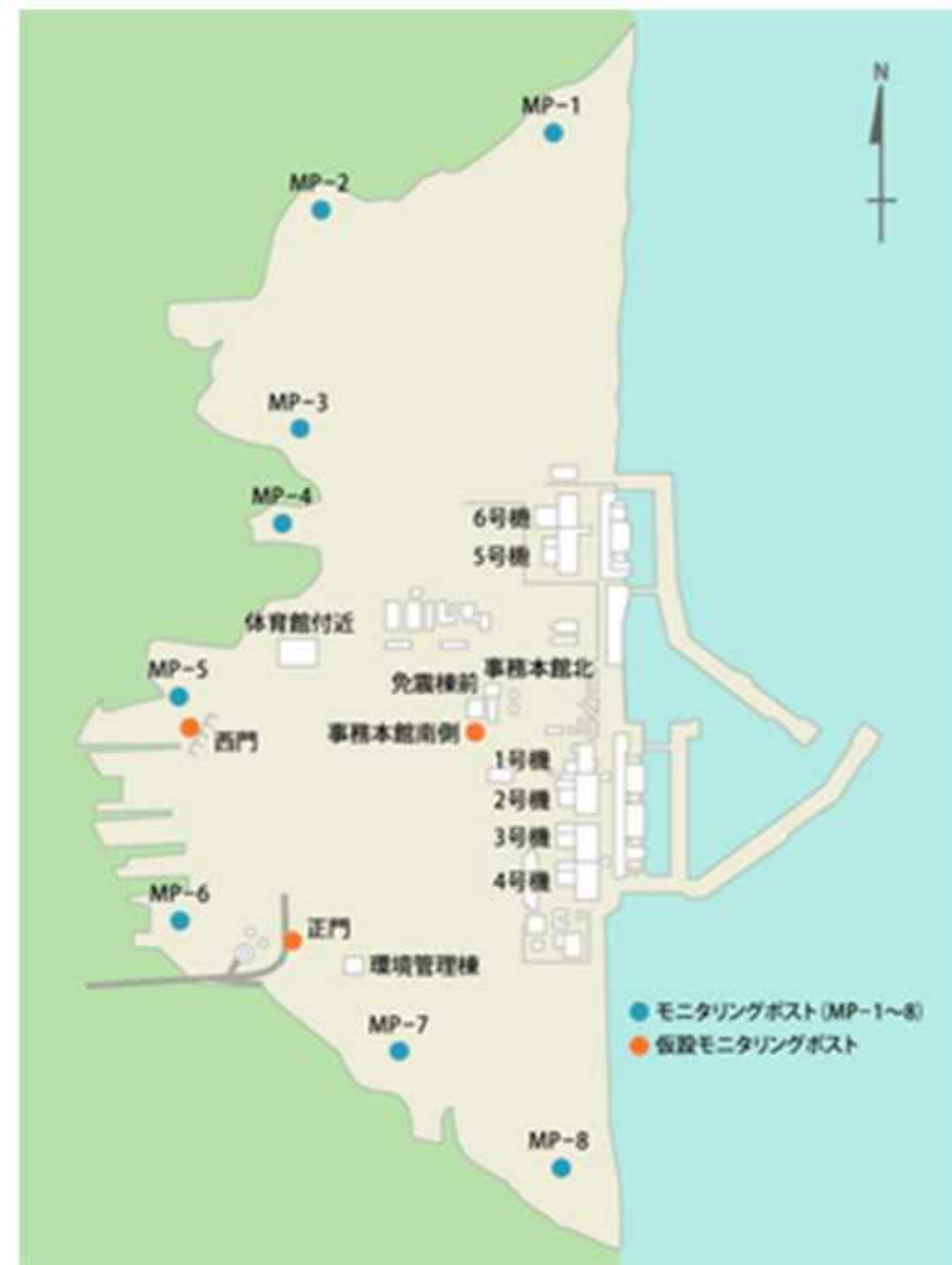 N
MP-1
MP-2
MP-3
MP-4
6号機
5号機
体育館付近
MP-5
免震棟前
事務本館北
西門
事務本館南側
1号機
2号機
3号機
4号機
MP-6
正門
環境管理棟
MP-7
モニタリングポスト(MP-1～8)
仮設モニタリングポスト
MP-8